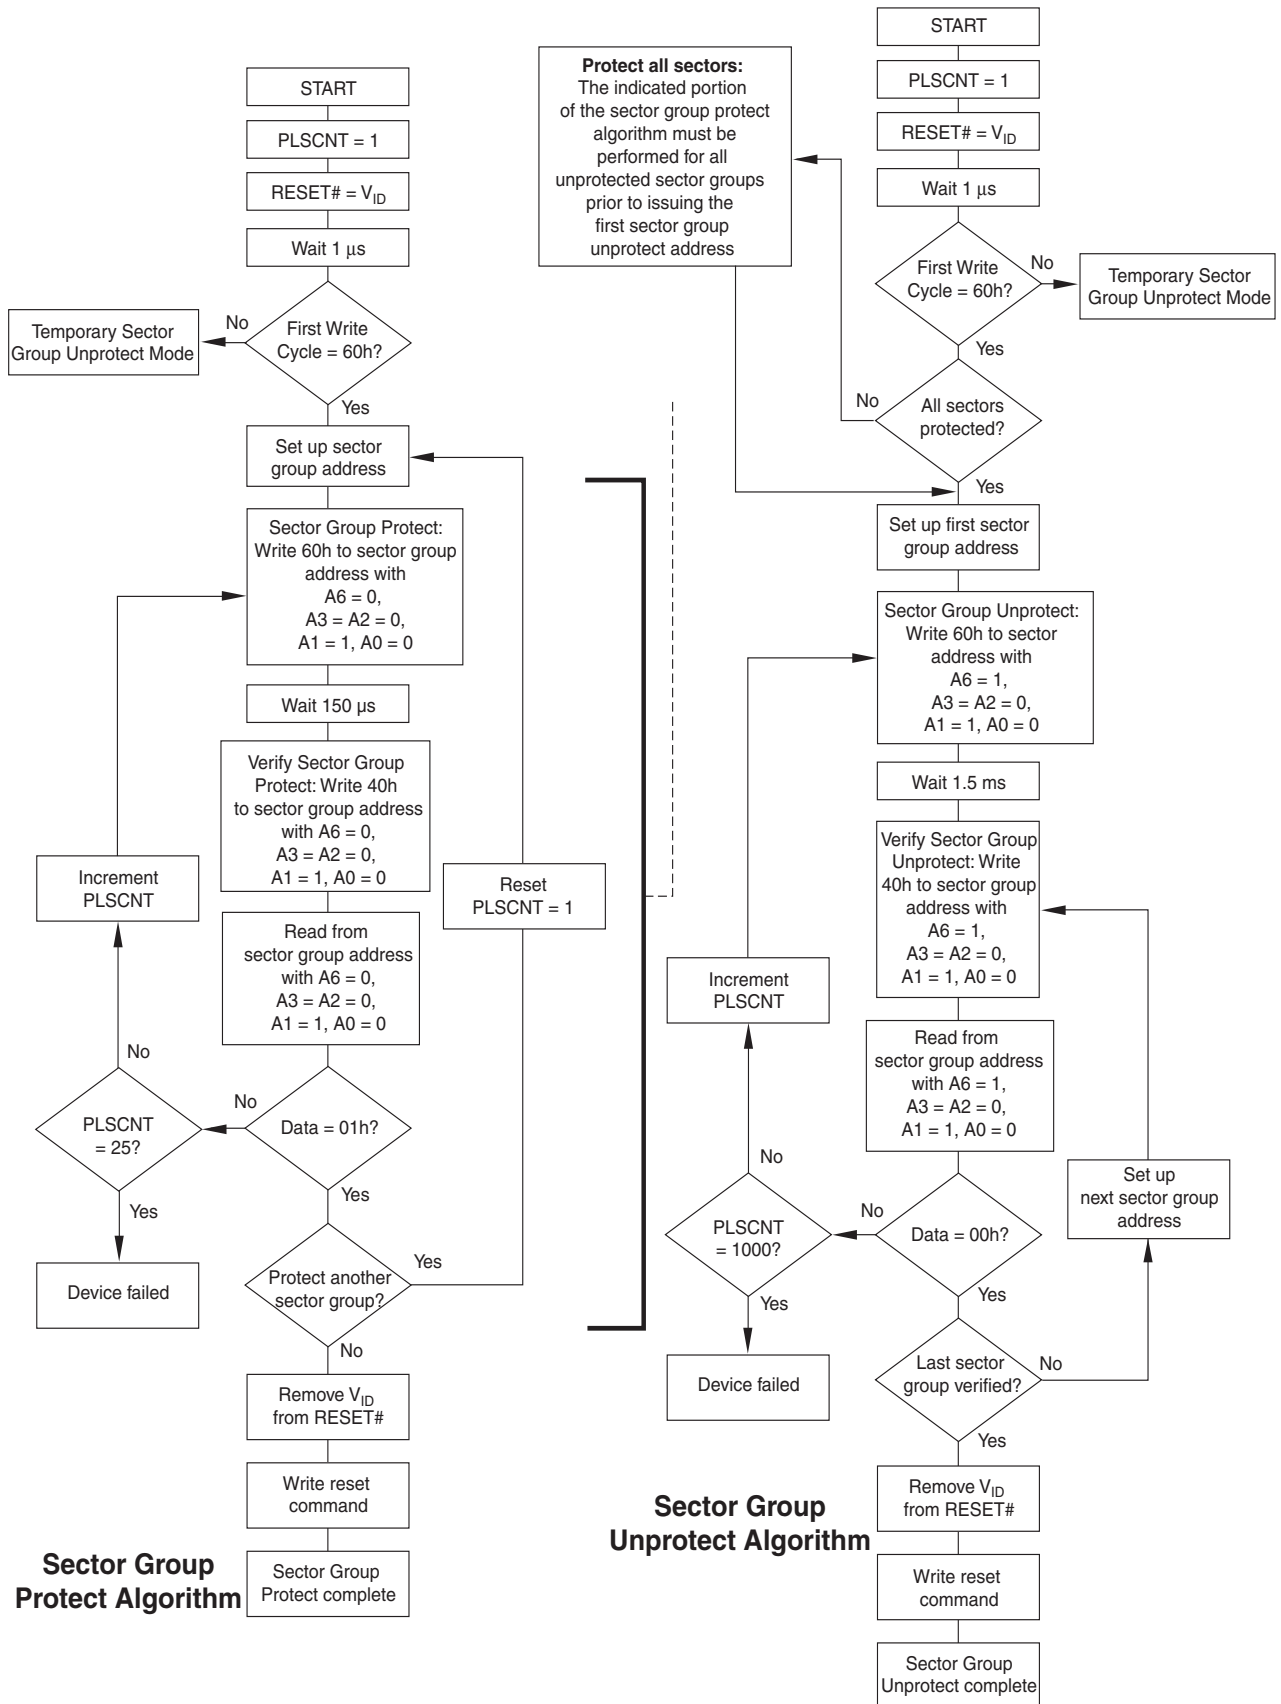 START
PLSCNT = 1
RESET# = VID
Wait 1 μs
First Write
Cycle = 60h?
No
Temporary Sector
Group Unprotect Mode
Yes
Set up sector
group address
Sector Group Protect:
Write 60h to sector group
address with
A6 = 0,
A3 = A2 = 0,
A1 = 1, A0 = 0
Wait 150 μs
Verify Sector Group
Protect: Write 40h
to sector group address
with A6 = 0,
A3 = A2 = 0,
A1 = 1, A0 = 0
Increment
PLSCNT
Reset
PLSCNT = 1
Read from
sector group address
with A6 = 0,
A3 = A2 = 0,
A1 = 1, A0 = 0
No
PLSCNT
= 25?
No
Data = 01h?
Yes
Yes
Device failed
Protect another
sector group?
Yes
No
Remove VID
from RESET#
Write reset
command
Sector Group
Protect complete
Sector Group
Protect Algorithm
Protect all sectors:
The indicated portion
of the sector group protect
algorithm must be
performed for all
unprotected sector groups
prior to issuing the
first sector group
unprotect address
START
PLSCNT = 1
RESET# = VID
Wait 1 μs
First Write
Cycle = 60h?
No
Temporary Sector
Group Unprotect Mode
Yes
No
All sectors
protected?
Yes
Set up first sector
group address
Sector Group Unprotect:
Write 60h to sector
address with
A6 = 1,
A3 = A2 = 0,
A1 = 1, A0 = 0
Wait 1.5 ms
Verify Sector Group
Unprotect: Write
40h to sector group
address with
A6 = 1,
A3 = A2 = 0,
A1 = 1, A0 = 0
Increment
PLSCNT
Read from
sector group address
with A6 = 1,
A3 = A2 = 0,
A1 = 1, A0 = 0
No
PLSCNT
= 1000?
No
Data = 00h?
Set up
next sector group
address
Yes
Yes
Device failed
Last sector
group verified?
No
Yes
Remove VID
from RESET#
Write reset
command
Sector Group
Unprotect complete
Sector Group
Unprotect Algorithm